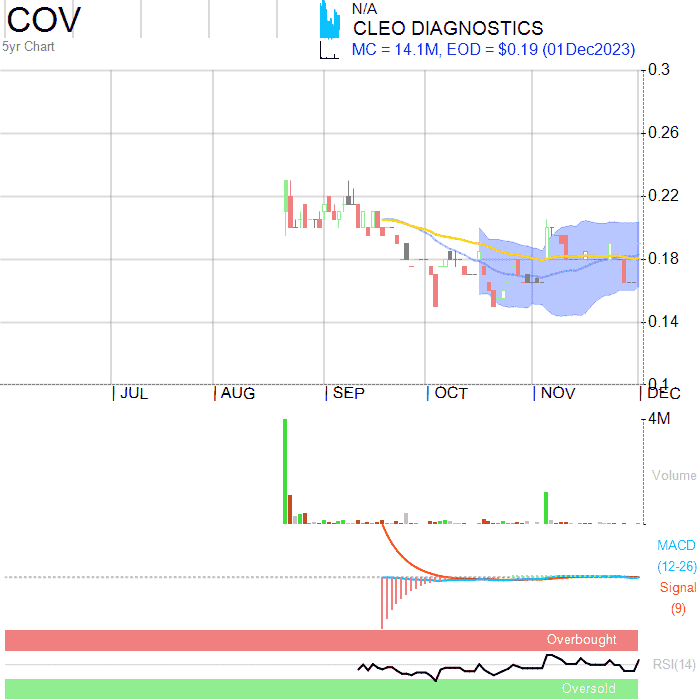 COV
N/A
CLEO DIAGNOSTICS
5yr Chart
MC = 14.1M, EOD = $0.19 (01Dec2023)
0.3
0.26
0.22
0.18
0.14
0.1
| JUL | AUG | SEP | OCT | NOV | DEC
4M
Volume
MACD
(12-26)
Signal
(9)
Overbought
RSI(14)
Oversold